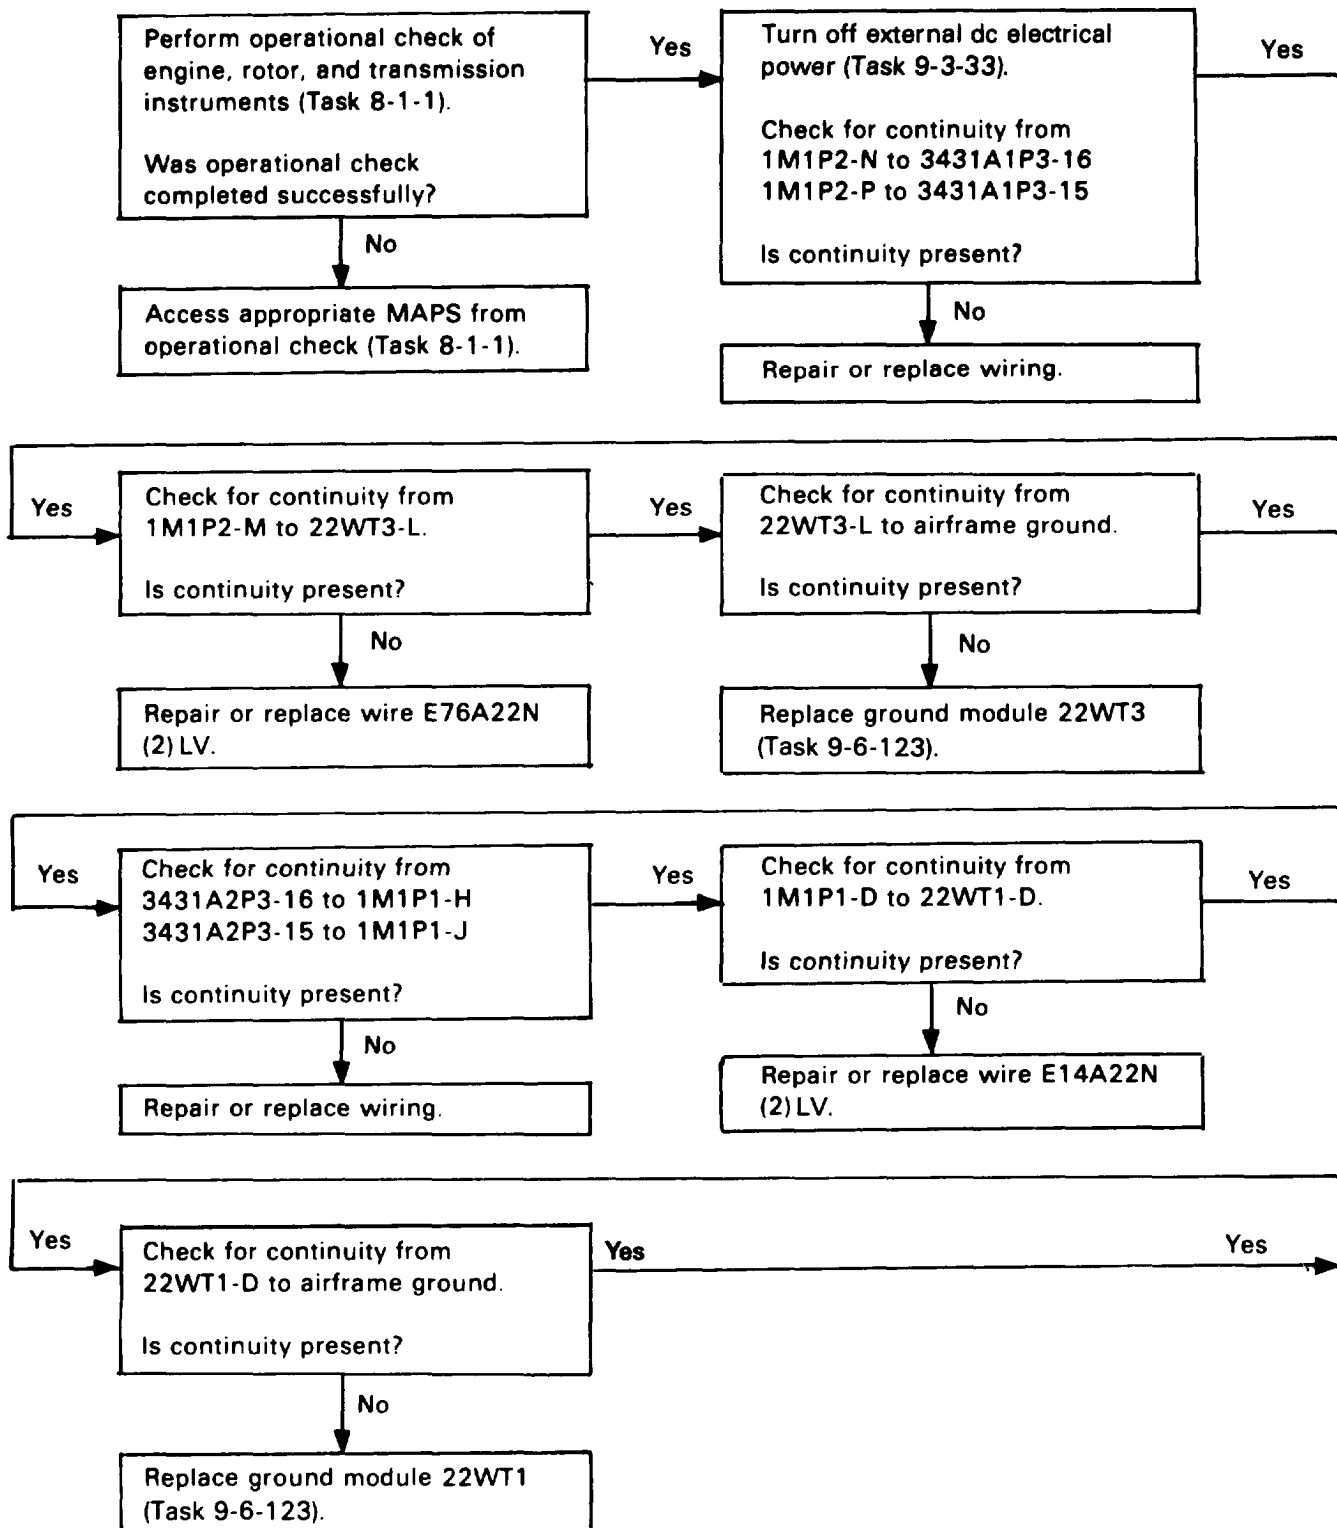 Perform operational check of
engine, rotor, and transmission
instruments (Task 8-1-1).
Was operational check
completed successfully?
Yes
No
Access appropriate MAPS from
operational check (Task 8-1-1).
Turn off external dc electrical
power (Task 9-3-33).
Check for continuity from
1M1P2-N to 3431A1P3-16
1M1P2-P to 3431A1P3-15
Is continuity present?
Yes
No
Repair or replace wiring.
Yes
Check for continuity from
1M1P2-M to 22WT3-L.
Is continuity present?
Yes
No
Repair or replace wire E76A22N
(2) LV.
Check for continuity from
22WT3-L to airframe ground.
Is continuity present?
Yes
No
Replace ground module 22WT3
(Task 9-6-123).
Yes
Check for continuity from
3431A2P3-16 to 1M1P1-H
3431A2P3-15 to 1M1P1-J
Is continuity present?
Yes
No
Repair or replace wiring.
Check for continuity from
1M1P1-D to 22WT1-D.
Is continuity present?
Yes
No
Repair or replace wire E14A22N
(2) LV.
Yes
Check for continuity from
22WT1-D to airframe ground.
Is continuity present?
Yes
Yes
No
Replace ground module 22WT1
(Task 9-6-123).